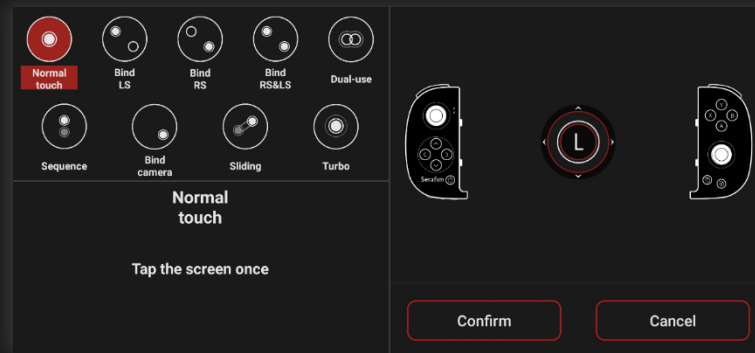 Normal
touch
Bind
LS
Bind
RS
Bind
RS&LS
Dual-use
Sequence
Bind
camera
Sliding
Turbo
Normal
touch
Tap the screen once
Serafim
L
Y
X
B
A
Confirm
Cancel